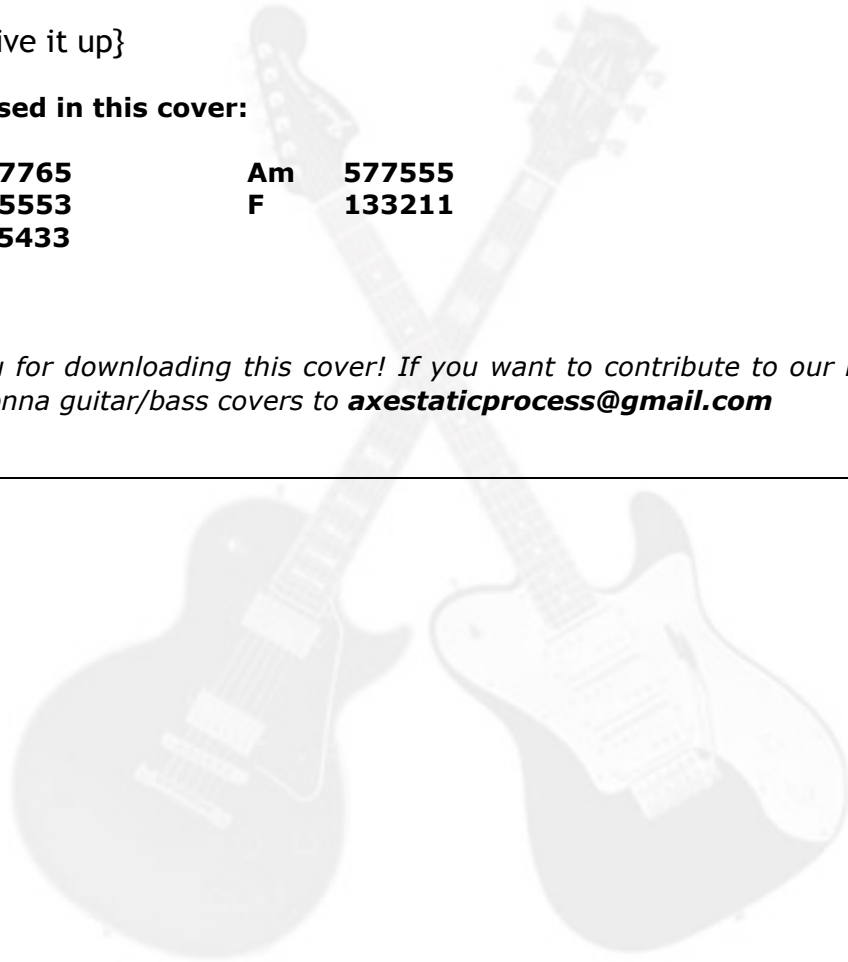 ive it up}
sed in this cover:
7765 Am 577555
5553 F 133211
5433
for downloading this cover! If you want to contribute to our
onna guitar/bass covers to axestaticprocess@gmail.com